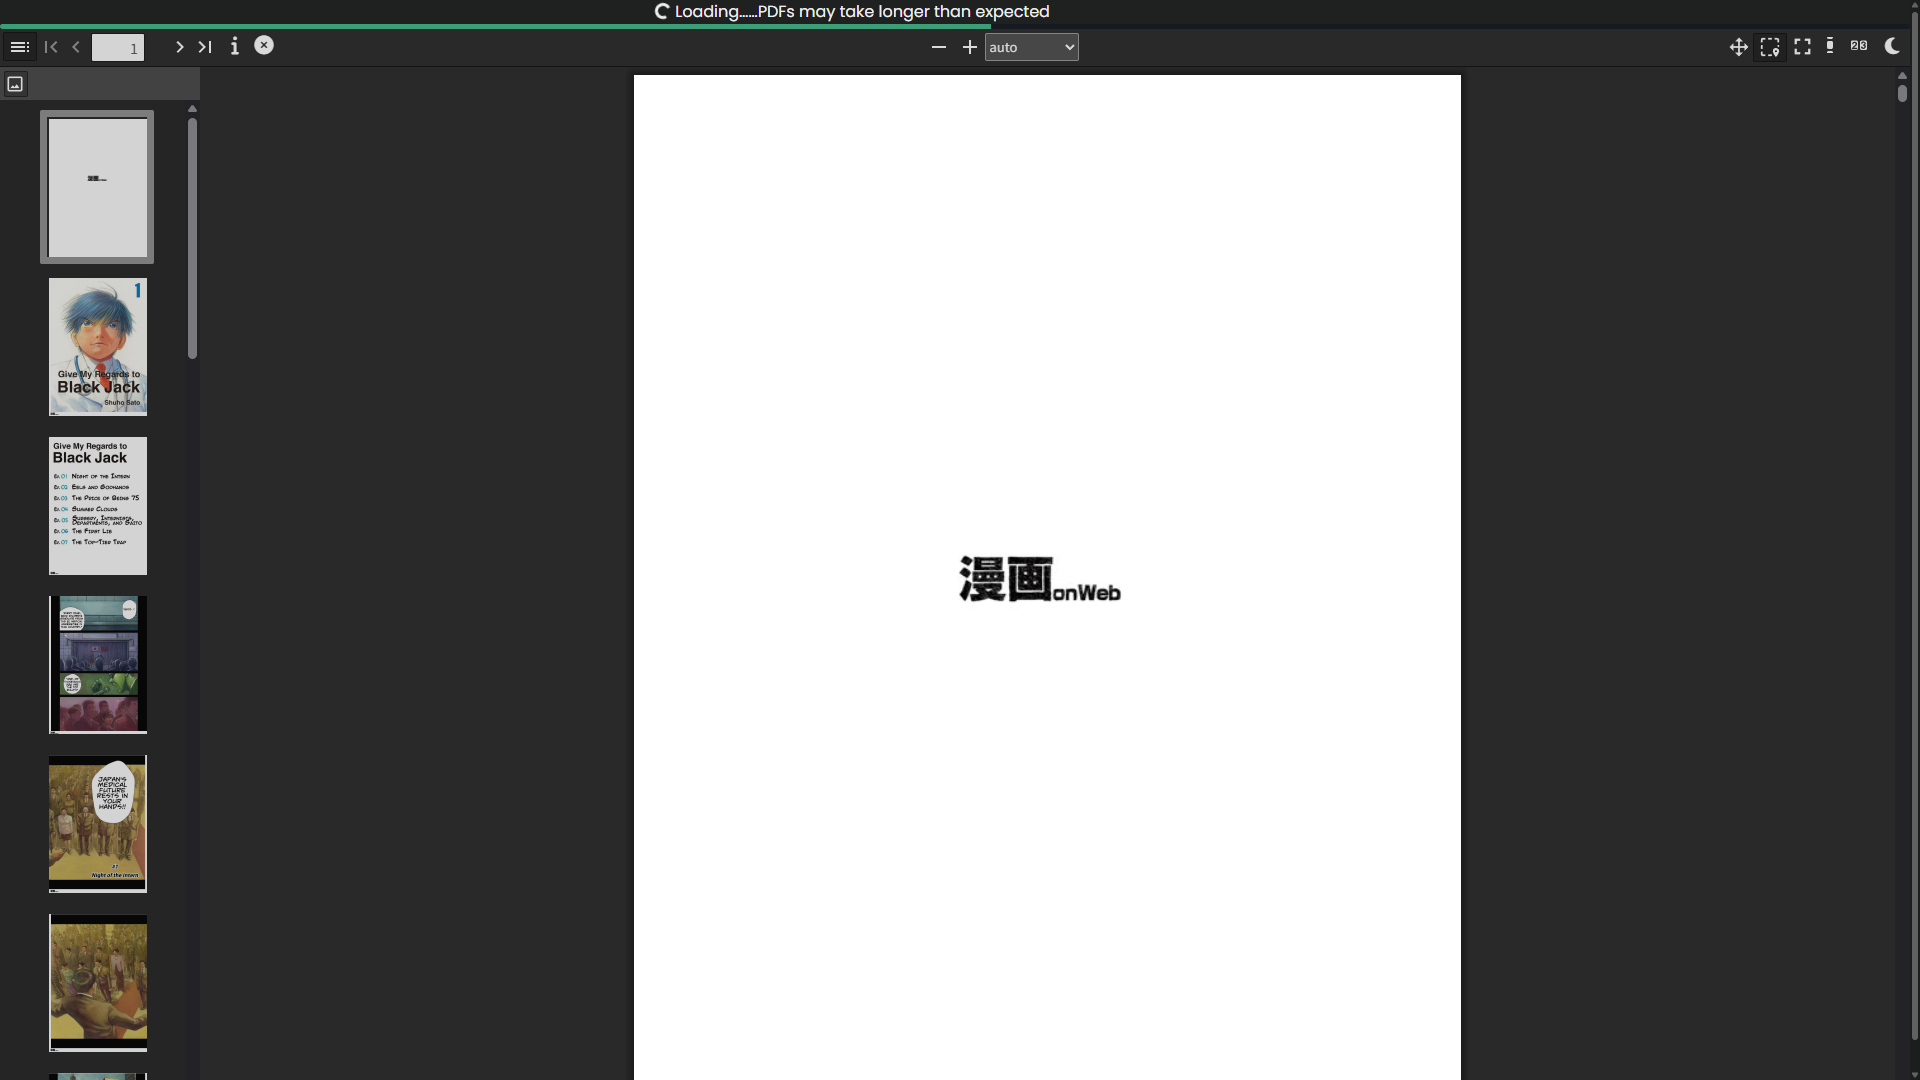 Loading......PDFs may take longer than expected
1
auto
漫画onWeb
1
Give My Regards to
Black Jack
Shuho Sato
Give My Regards to
Black Jack
Ep.01 Night of the Intern
Ep.02 Eels and Godhands
Ep.03 The Price of Being 75
Ep.04 Summer Clouds
Ep.05 Surgery, Internists,
Departments, and Saito
Ep.06 The First Lie
Ep.07 The Top-Tier Trap
JAPAN'S
MEDICAL
FUTURE
RESTS IN
YOUR
HANDS!!
#1
Night of the Intern